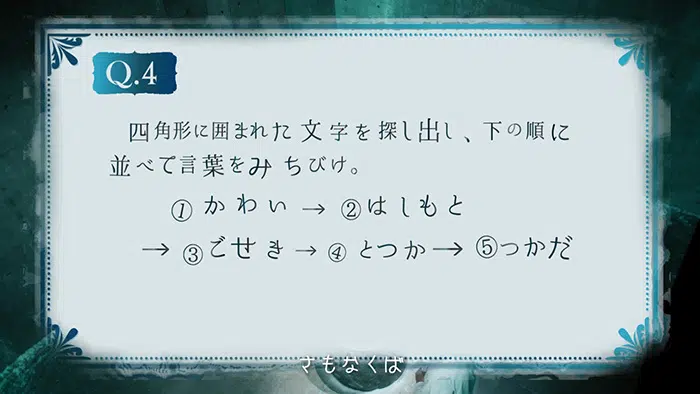 Q.4
四角形に囲まれた文字を探し出し、下の順に
並べて言葉をみちびけ。
① かわい → ②はしもと
→ ③ごせき → ④ とつか → ⑤つかだ
さもなくば